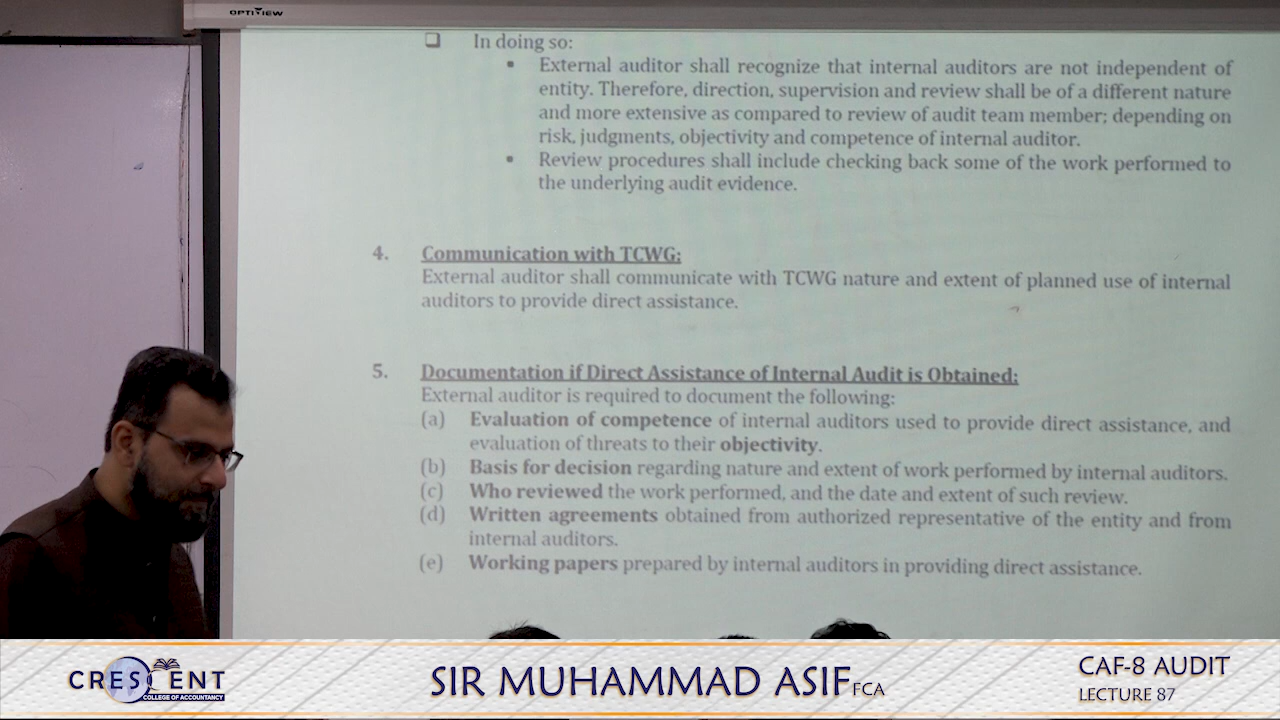 OPTIVIEW
❑ In doing so:
▪ External auditor shall recognize that internal auditors are not independent of
entity. Therefore, direction, supervision and review shall be of a different nature
and more extensive as compared to review of audit team member; depending on
risk, judgments, objectivity and competence of internal auditor.
▪ Review procedures shall include checking back some of the work performed to
the underlying audit evidence.
4. Communication with TCWG:
External auditor shall communicate with TCWG nature and extent of planned use of internal
auditors to provide direct assistance.
5. Documentation if Direct Assistance of Internal Audit is Obtained:
External auditor is required to document the following:
(a) Evaluation of competence of internal auditors used to provide direct assistance, and
evaluation of threats to their objectivity.
(b) Basis for decision regarding nature and extent of work performed by internal auditors.
(c) Who reviewed the work performed, and the date and extent of such review.
(d) Written agreements obtained from authorized representative of the entity and from
internal auditors.
(e) Working papers prepared by internal auditors in providing direct assistance.
CRESCENT
COLLEGE OF ACCOUNTANCY
SIR MUHAMMAD ASIF FCA
CAF-8 AUDIT
LECTURE 87